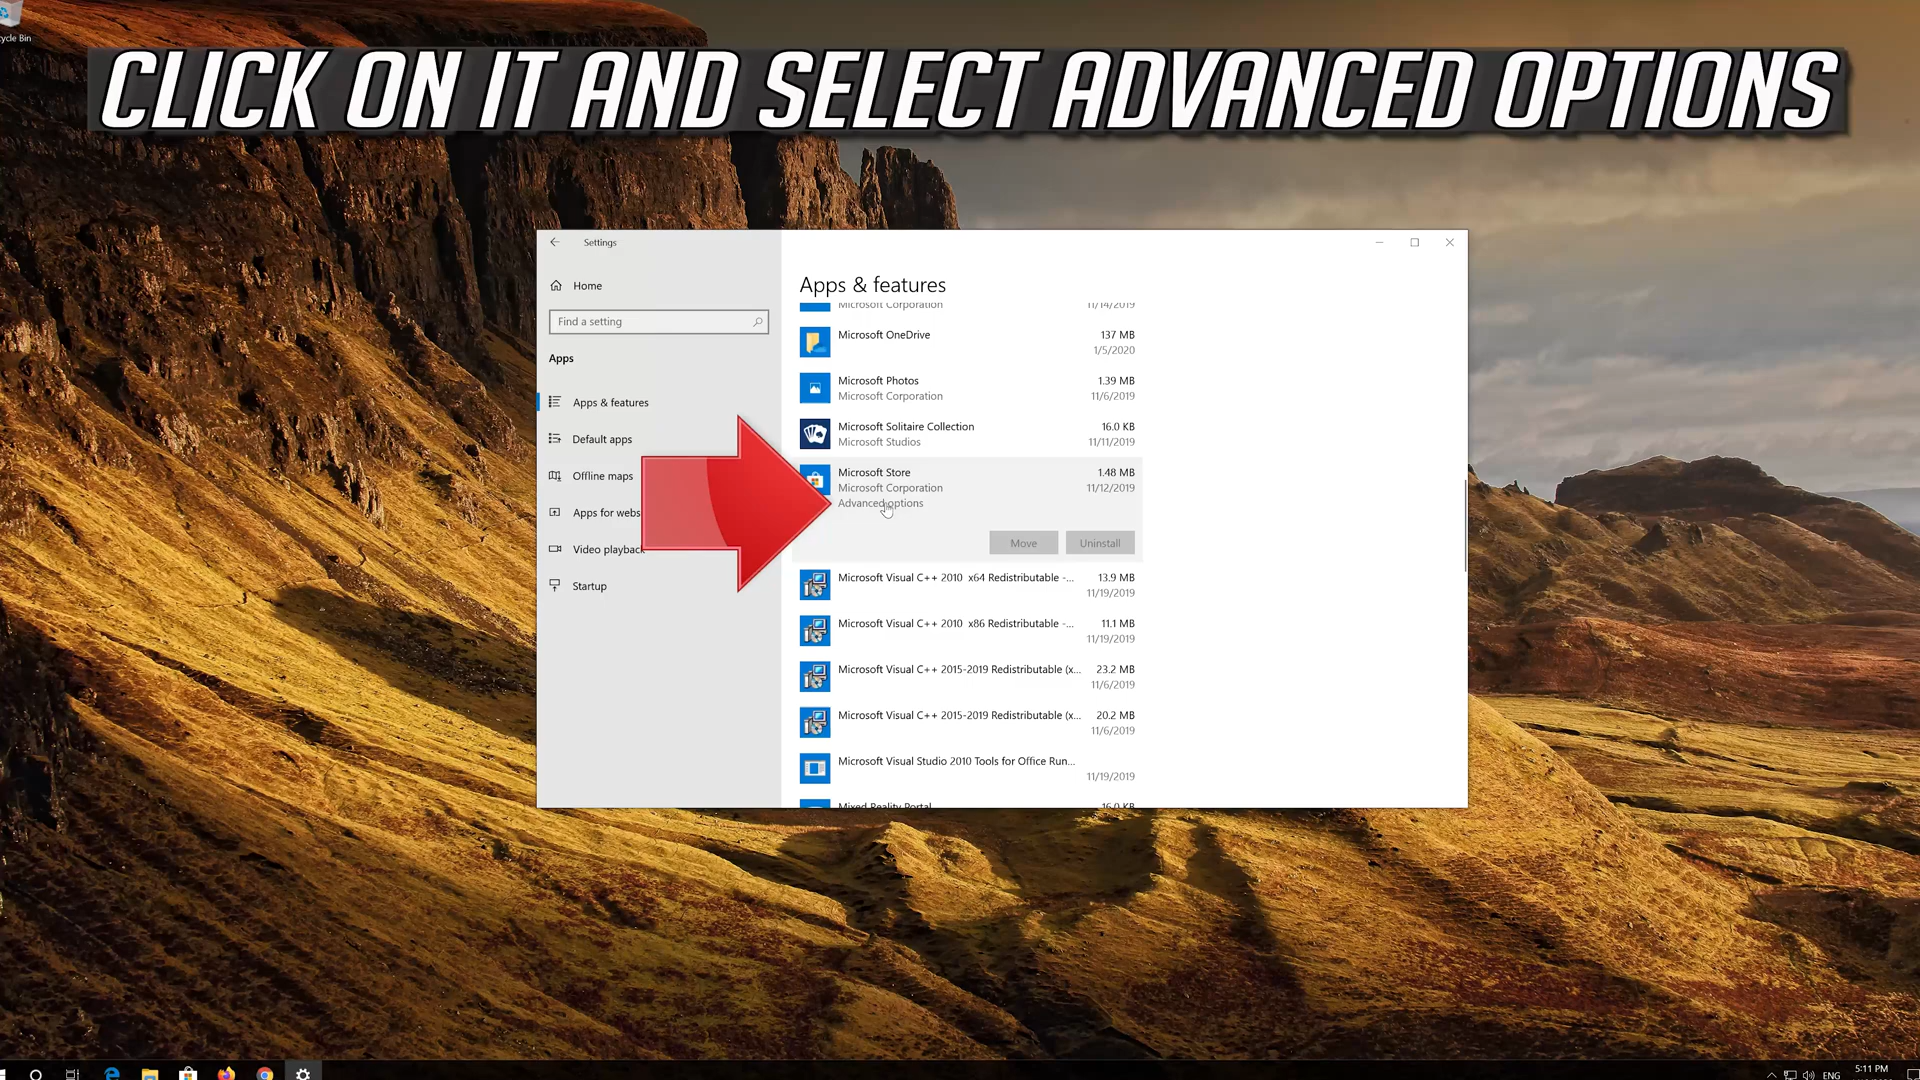 cycle Bin
CLICK ON IT AND SELECT ADVANCED OPTIONS
Settings
Home
Find a setting
Apps
Apps & features
Default apps
Offline maps
Apps for webs
Video playback
Startup
Apps & features
Microsoft Corporation 11/14/2019
Microsoft OneDrive 137 MB
1/5/2020
Microsoft Photos 1.39 MB
Microsoft Corporation 11/6/2019
Microsoft Solitaire Collection 16.0 KB
Microsoft Studios 11/11/2019
Microsoft Store 1.48 MB
Microsoft Corporation 11/12/2019
Advanced options
Move Uninstall
Microsoft Visual C++ 2010 x64 Redistributable -... 13.9 MB
11/19/2019
Microsoft Visual C++ 2010 x86 Redistributable -... 11.1 MB
11/19/2019
Microsoft Visual C++ 2015-2019 Redistributable (x... 23.2 MB
11/6/2019
Microsoft Visual C++ 2015-2019 Redistributable (x... 20.2 MB
11/6/2019
Microsoft Visual Studio 2010 Tools for Office Run...
11/19/2019
Mixed Reality Portal 16.0 KB
ENG
5:11 PM